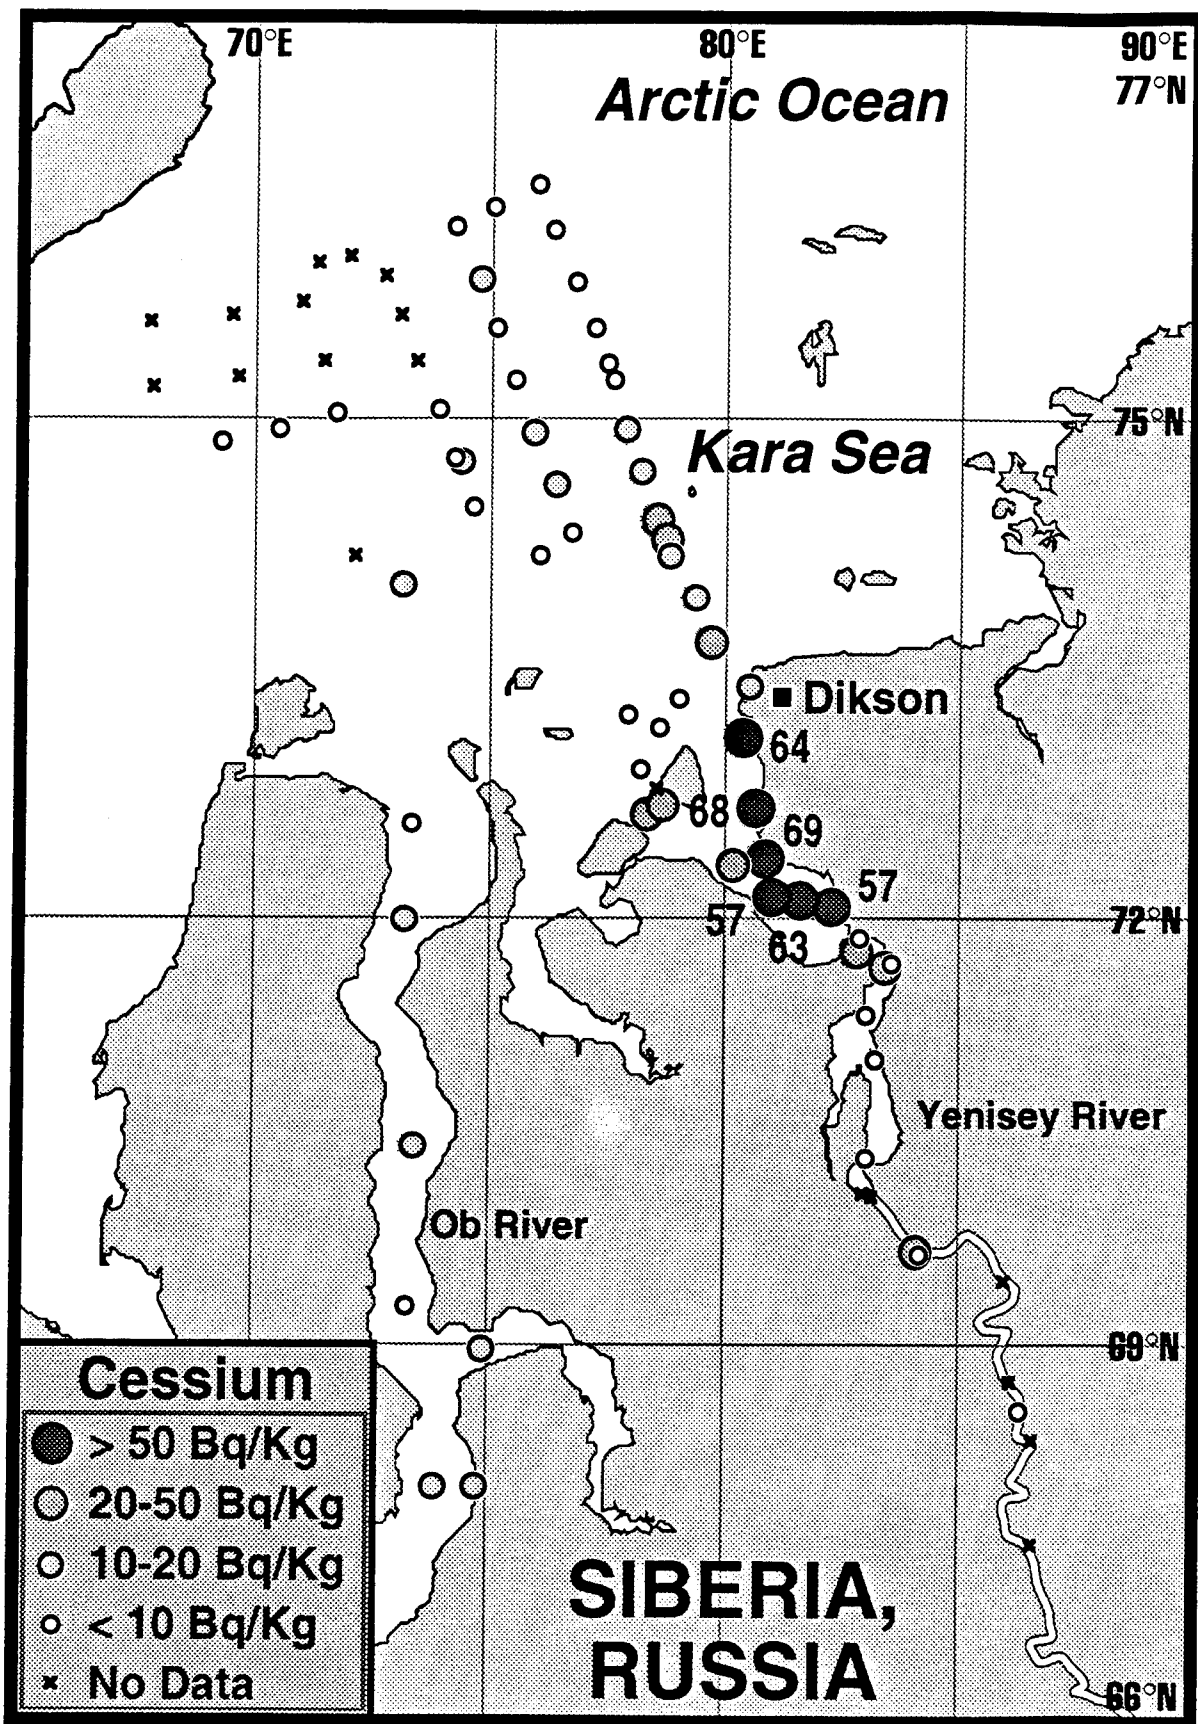 70°E
80°E
90°E
77°N
Arctic Ocean
75°N
Kara Sea
Dikson
64
68
69
57
57
63
72°N
Yenisey River
Ob River
69°N
Cessium
> 50 Bq/Kg
20-50 Bq/Kg
10-20 Bq/Kg
< 10 Bq/Kg
No Data
SIBERIA,
RUSSIA
66°N